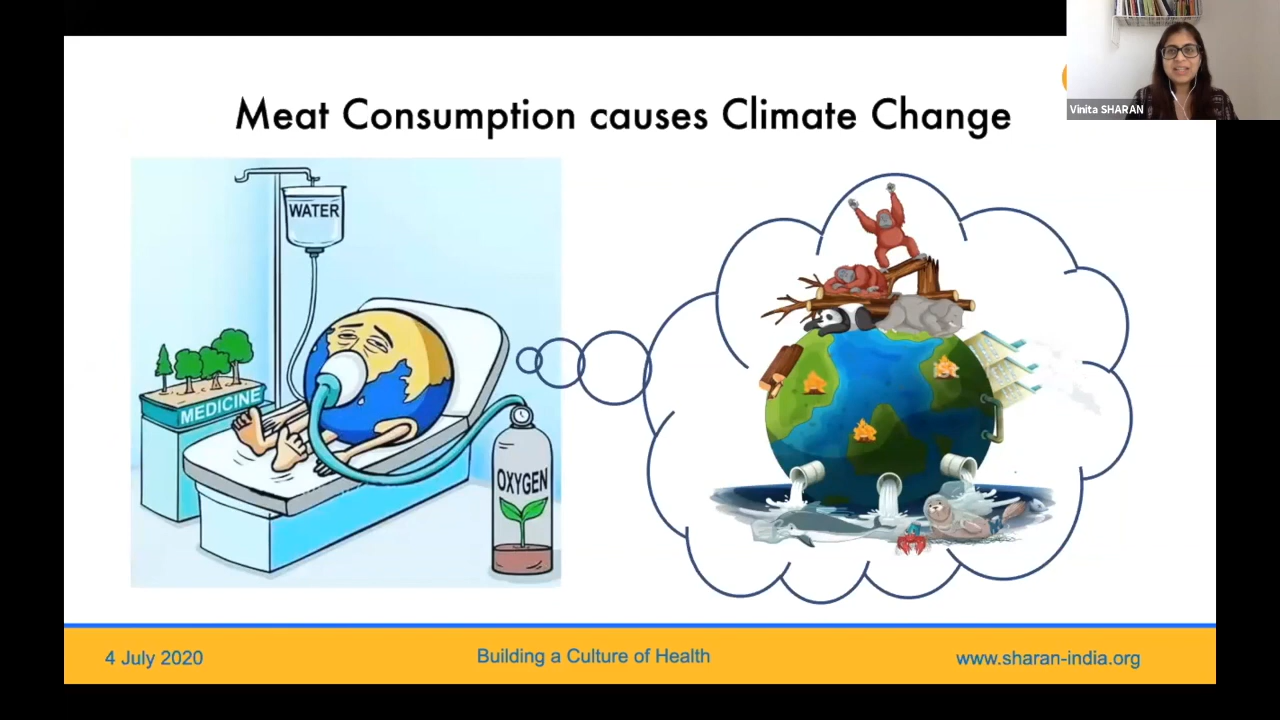 Vinita SHARAN
Meat Consumption causes Climate Change
WATER
MEDICINE
OXYGEN
4 July 2020
Building a Culture of Health
www.sharan-india.org